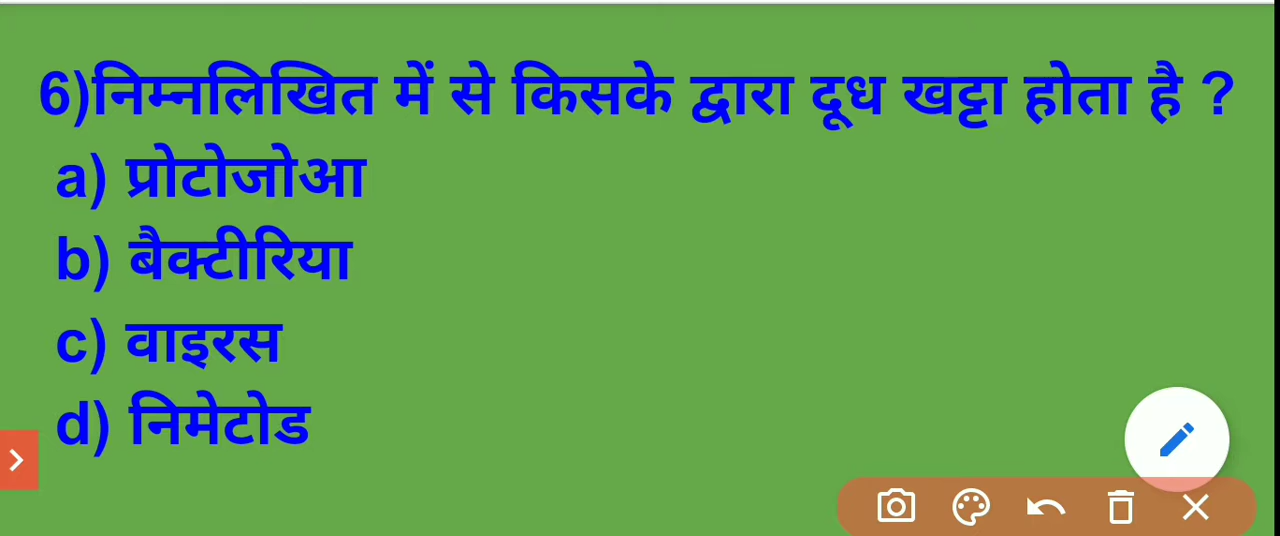 6)निम्नलिखित में से किसके द्वारा दूध खट्टा होता है ?
a) प्रोटोजोआ
b) बैक्टीरिया
c) वाइरस
d) निमेटोड